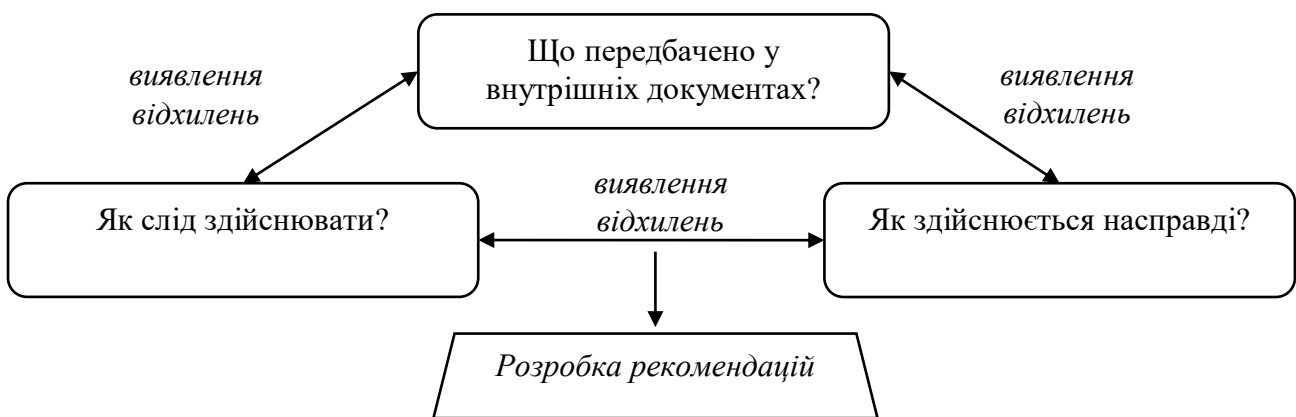 Що передбачено у
внутрішніх документах?
виявлення
відхилень
виявлення
відхилень
Як слід здійснювати?
виявлення
відхилень
Як здійснюється насправді?
Розробка рекомендацій